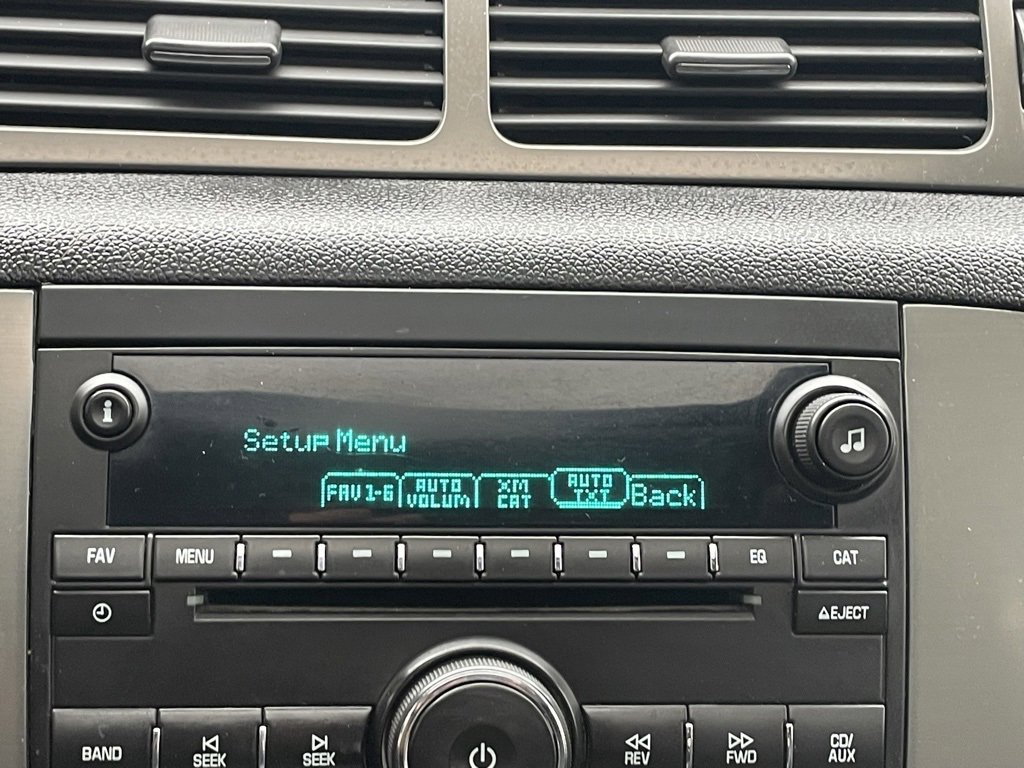 i
Setup Menu
FAV 1-6
AUTO
VOLUM
XM
CAT
AUTO
TXT
Back
FAV
MENU
EQ
CAT
EJECT
BAND
SEEK
SEEK
REV
FWD
CD/
AUX